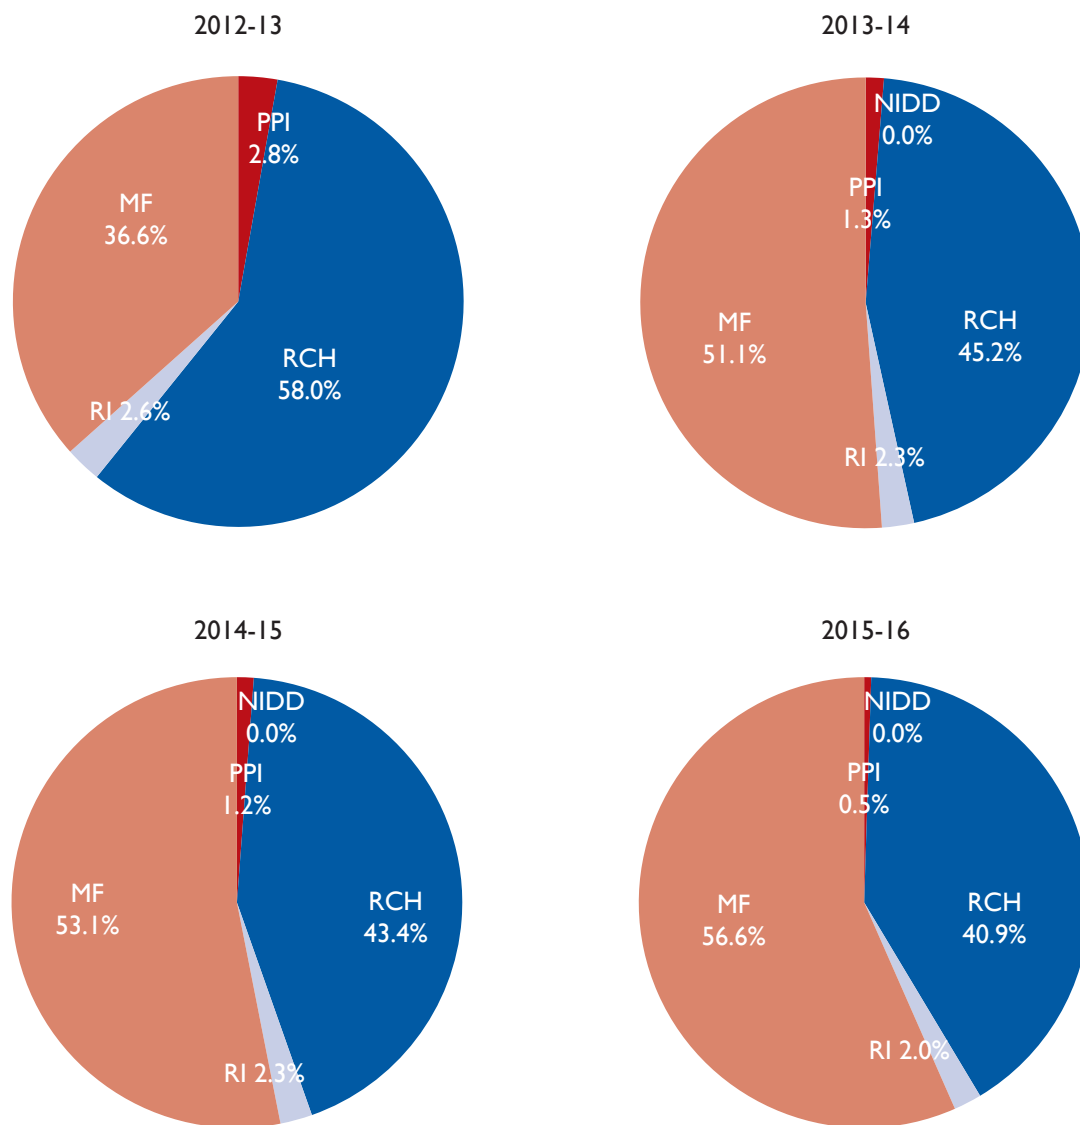 2012-13
PPI
2.8%
MF
36.6%
RCH
58.0%
RI 2.6%
2013-14
NIDD
0.0%
PPI
1.3%
MF
51.1%
RCH
45.2%
RI 2.3%
2014-15
NIDD
0.0%
PPI
1.2%
MF
53.1%
RCH
43.4%
RI 2.3%
2015-16
NIDD
0.0%
PPI
0.5%
MF
56.6%
RCH
40.9%
RI 2.0%